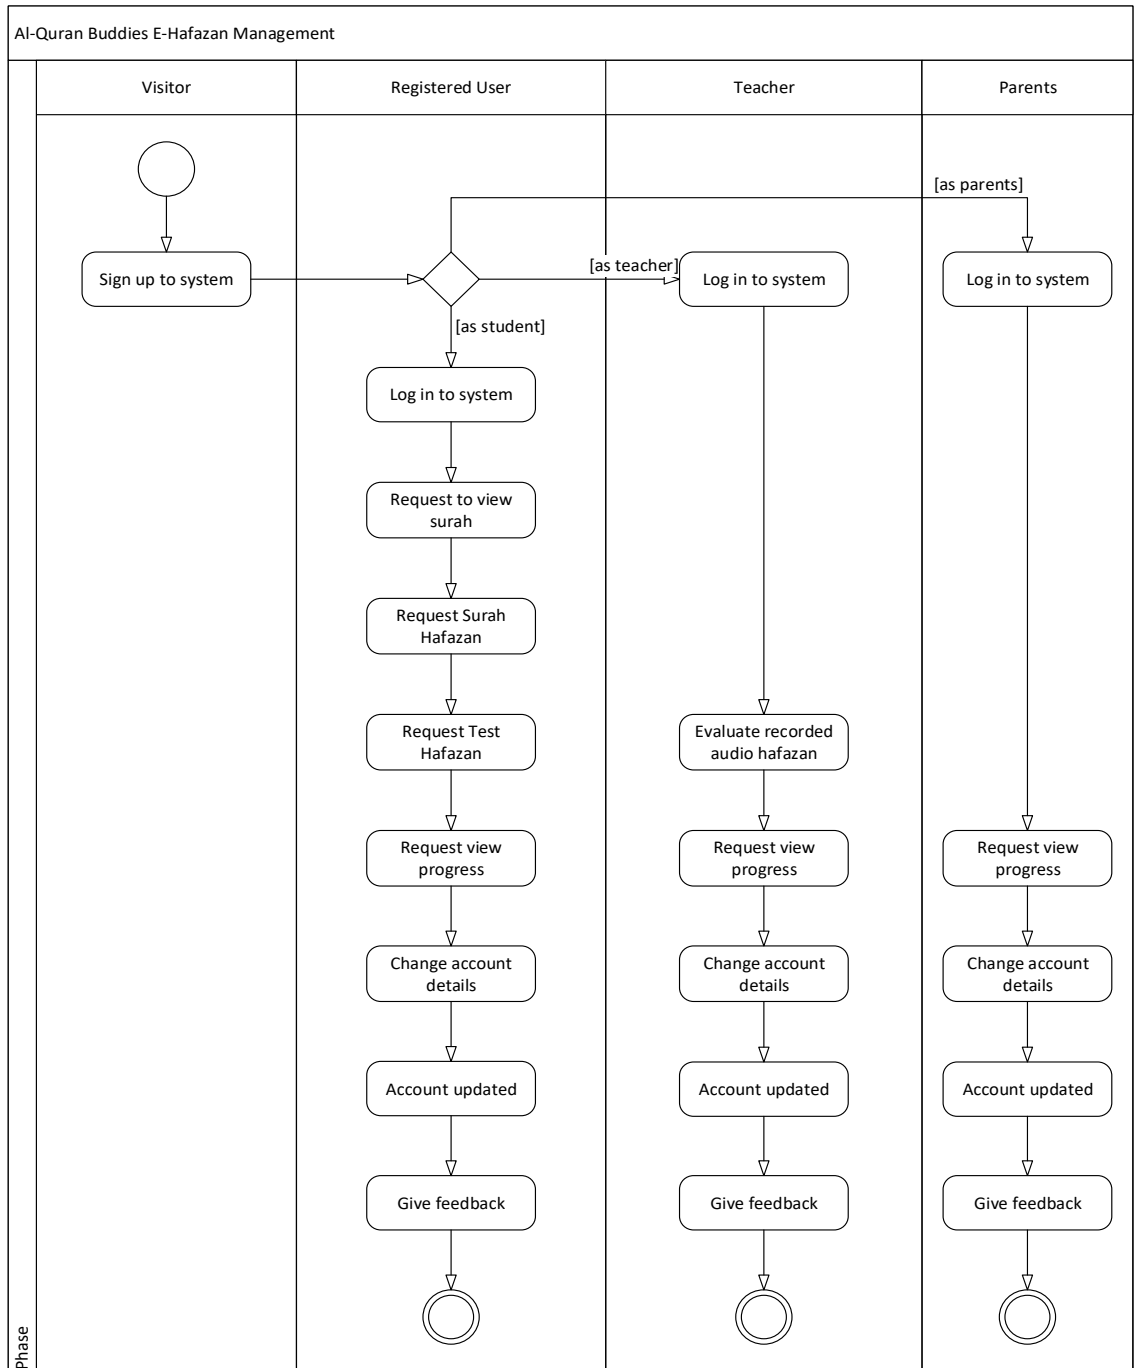 Al-Quran Buddies E-Hafazan Management
Visitor
Registered User
Teacher
Parents
[as parents]
Sign up to system
[as teacher]
Log in to system
Log in to system
[as student]
Log in to system
Request to view
surah
Request Surah
Hafazan
Request Test
Hafazan
Evaluate recorded
audio hafazan
Request view
progress
Request view
progress
Request view
progress
Change account
details
Change account
details
Change account
details
Account updated
Account updated
Account updated
Give feedback
Give feedback
Give feedback
Phase